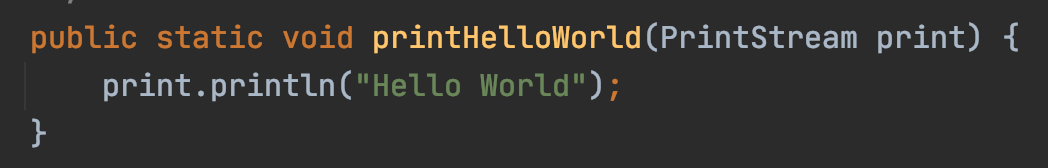 public static void printHelloWorld(PrintStream print) {
    print.println("Hello World");
}